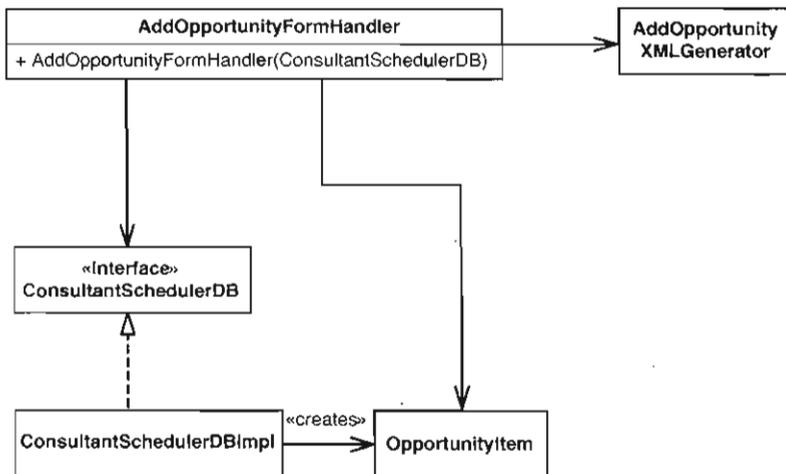 AddOpportunityFormHandler
+ AddOpportunityFormHandler(ConsultantSchedulerDB)
AddOpportunity
XMLGenerator
«interface»
ConsultantSchedulerDB
ConsultantSchedulerDBImpl
«creates»
OpportunityItem